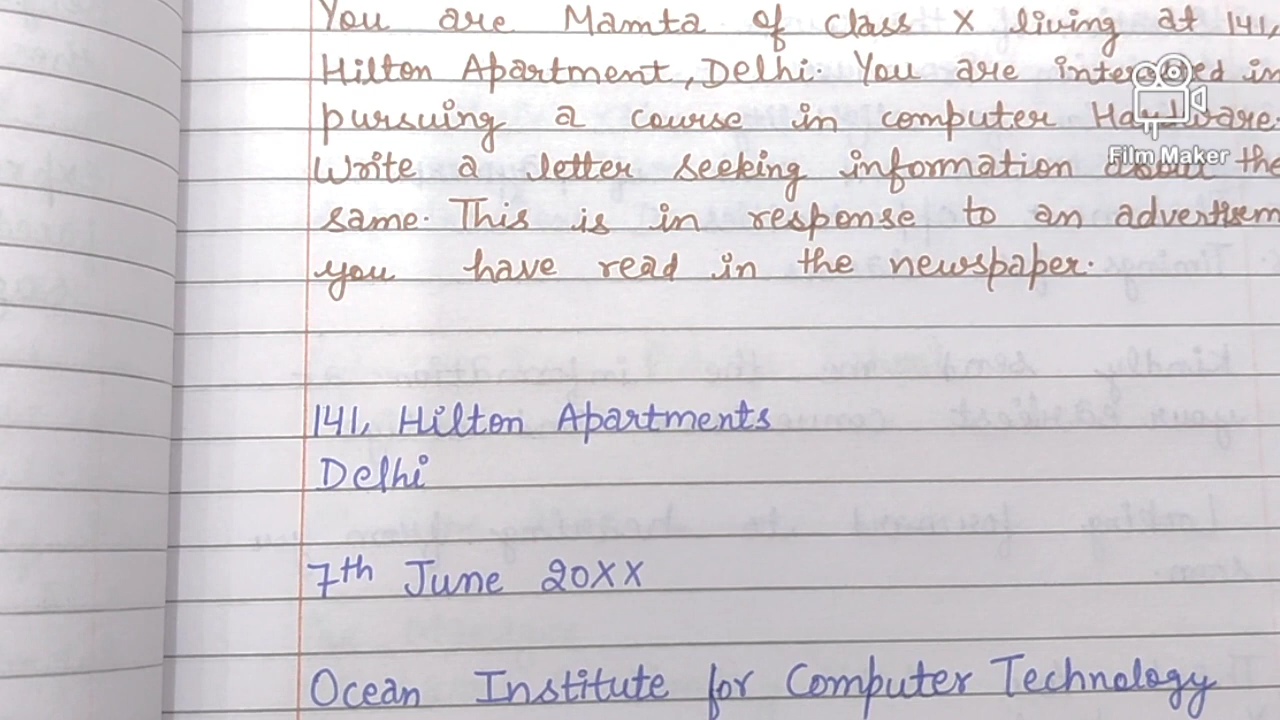 You are Mamta of Class X living at 141,
Hilton Apartment, Delhi. You are interested in
pursuing a course in computer Hardware.
Write a letter seeking information about the
same. This is in response to an advertisem
you have read in the newspaper.
141, Hilton Apartments
Delhi
7th June 20XX
Ocean Institute for Computer Technology
Film Maker